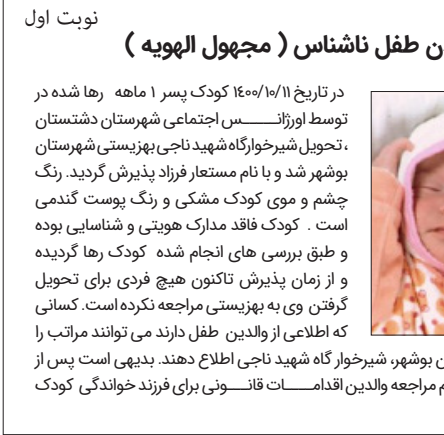 نوبت اول
ن طفل ناشناس ( مجهول الهویه )
در تاریخ ۱۴۰۰/۱۰/۱۱ کودک پسر ۱ ماهه رها شده در
توسط اورژانس اجتماعی شهرستان دشتستان
، تحویل شیرخوارگاه شهید ناجی بهزیستی شهرستان
بوشهر شد و با نام مستعار فرزاد پذیرش گردید. رنگ
چشم و موی کودک مشکی و رنگ پوست گندمی
است . کودک فاقد مدارک هویتی و شناسایی بوده
و طبق بررسی های انجام شده کودک رها گردیده
و از زمان پذیرش تاکنون هیچ فردی برای تحویل
گرفتن وی به بهزیستی مراجعه نکرده است. کسانی
که اطلاعی از والدین طفل دارند می توانند مراتب را
ن بوشهر، شیرخوار گاه شهید ناجی اطلاع دهند. بدیهی است پس از
م مراجعه والدین اقدامات قانونی برای فرزند خواندگی کودک